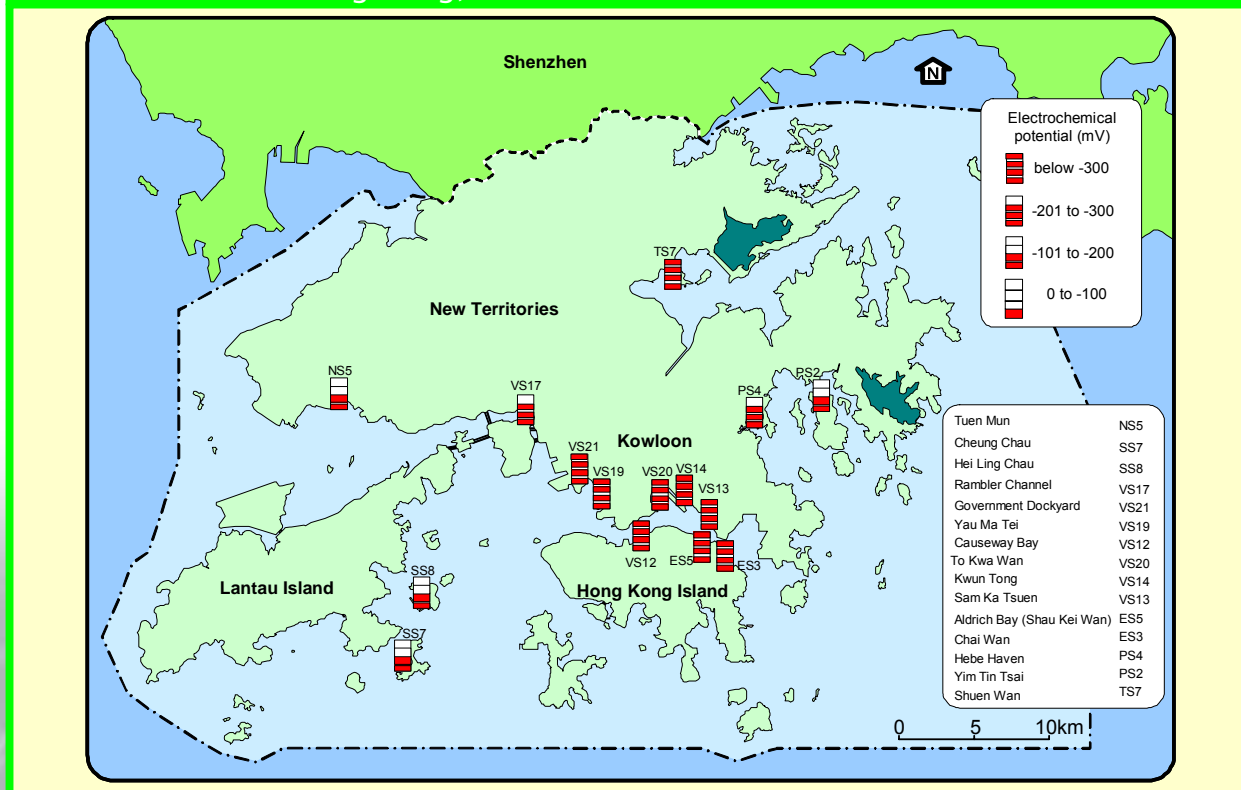 Shenzhen
N
Electrochemical
potential (mV)
below -300
-201 to -300
-101 to -200
0 to -100
TS7
New Territories
NS5
VS17
PS4
PS2
Kowloon
VS21
VS19
VS20
VS14
VS13
VS12
ES5
ES3
Lantau Island
SS8
Hong Kong Island
SS7
Tuen Mun NS5
Cheung Chau SS7
Hei Ling Chau SS8
Rambler Channel VS17
Government Dockyard VS21
Yau Ma Tei VS19
Causeway Bay VS12
To Kwa Wan VS20
Kwun Tong VS14
Sam Ka Tsuen VS13
Aldrich Bay (Shau Kei Wan) ES5
Chai Wan ES3
Hebe Haven PS4
Yim Tin Tsai PS2
Shuen Wan TS7
0 5 10km